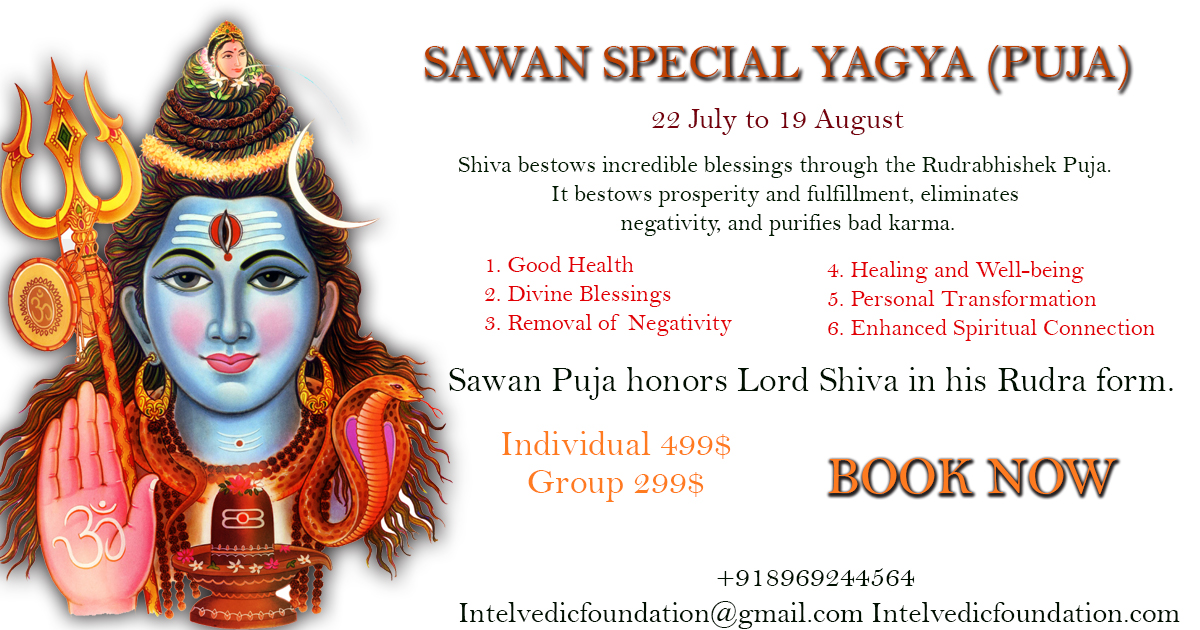 SAWAN SPECIAL YAGYA (PUJA)
22 July to 19 August
Shiva bestows incredible blessings through the Rudrabhishek Puja.
It bestows prosperity and fulfillment, eliminates
negativity, and purifies bad karma.
1. Good Health
2. Divine Blessings
3. Removal of Negativity
4. Healing and Well-being
5. Personal Transformation
6. Enhanced Spiritual Connection
Sawan Puja honors Lord Shiva in his Rudra form.
Individual 499$
Group 299$
BOOK NOW
+918969244564
Intelvedicfoundation@gmail.com Intelvedicfoundation.com
ॐ
ॐ